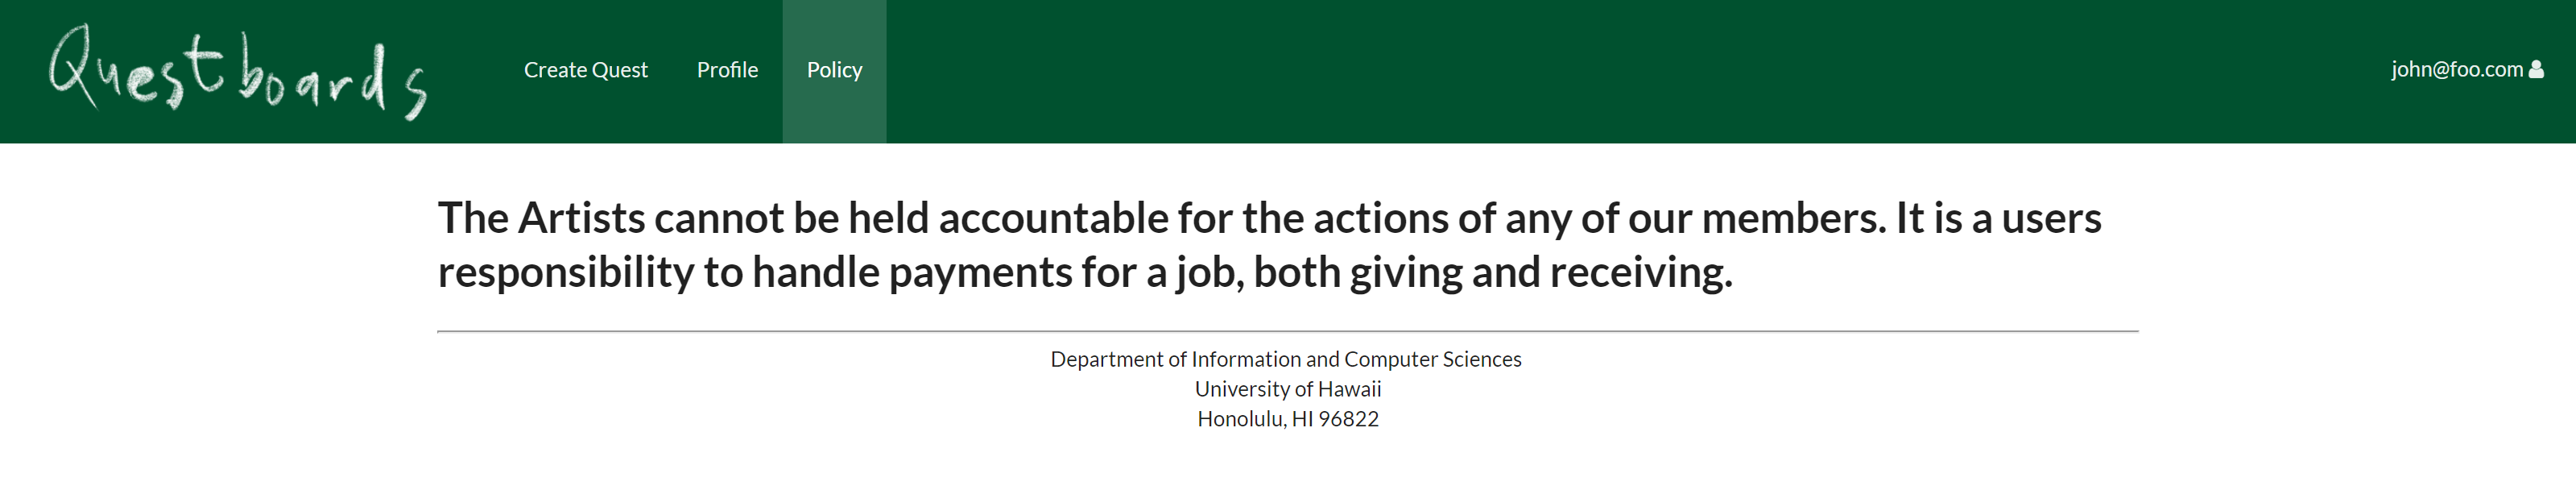 Questboards
Create Quest Profile Policy john@foo.com
The Artists cannot be held accountable for the actions of any of our members. It is a users
responsibility to handle payments for a job, both giving and receiving.
Department of Information and Computer Sciences
University of Hawaii
Honolulu, HI 96822